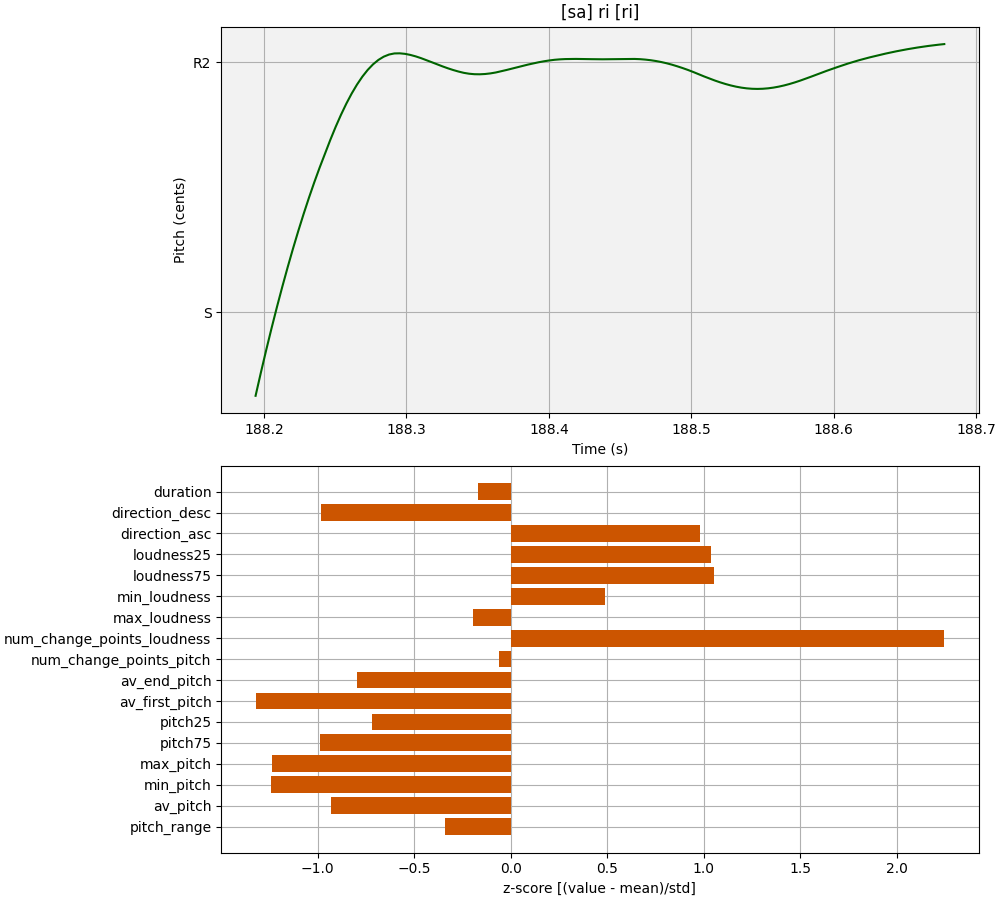 [sa] ri [ri]
R2
S
Pitch (cents)
188.2 188.3 188.4 188.5 188.6 188.7
Time (s)
duration
direction_desc
direction_asc
loudness25
loudness75
min_loudness
max_loudness
num_change_points_loudness
num_change_points_pitch
av_end_pitch
av_first_pitch
pitch25
pitch75
max_pitch
min_pitch
av_pitch
pitch_range
−1.0 −0.5 0.0 0.5 1.0 1.5 2.0
z-score [(value - mean)/std]